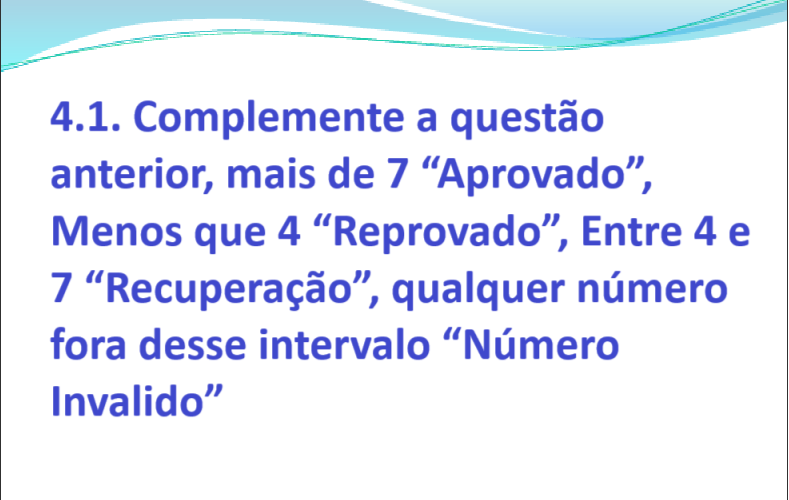 4.1. Complemente a questão
anterior, mais de 7 “Aprovado”,
Menos que 4 “Reprovado”, Entre 4 e
7 “Recuperação”, qualquer número
fora desse intervalo “Número
Invalido”